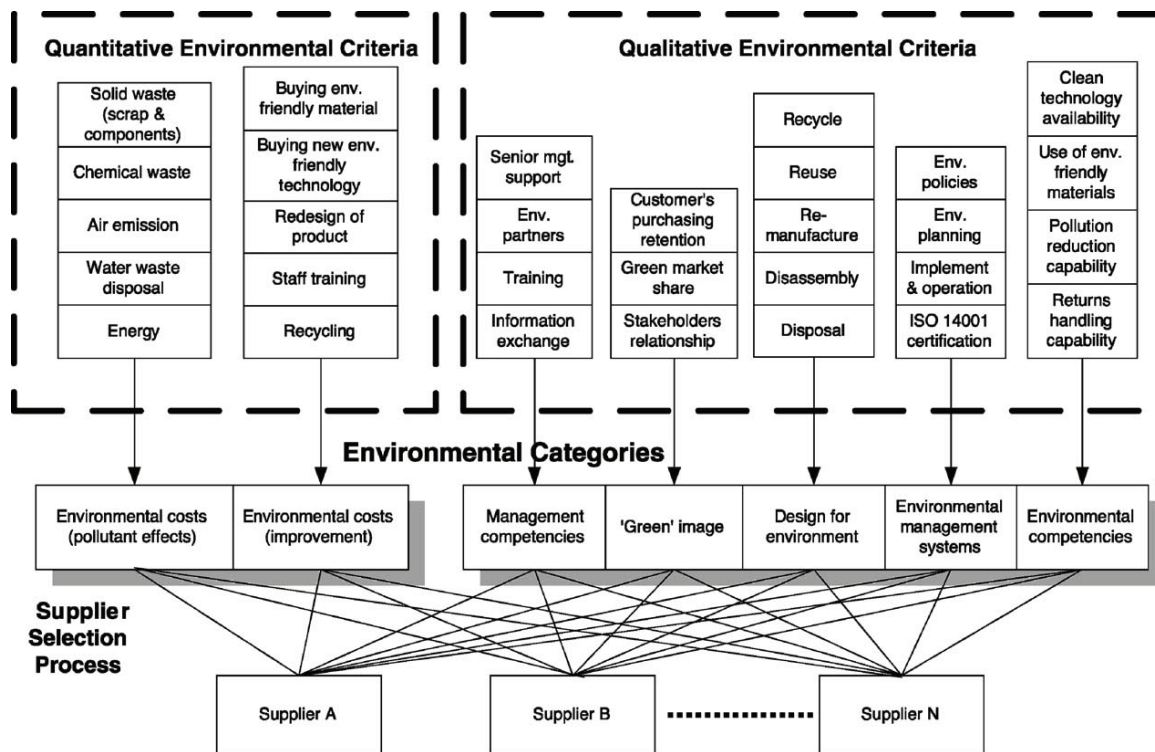 Quantitative Environmental Criteria
Solid waste
(scrap &
components)
Chemical waste
Air emission
Water waste
disposal
Energy
Buying env.
friendly material
Buying new env.
friendly
technology
Redesign of
product
Staff training
Recycling
Qualitative Environmental Criteria
Senior mgt.
support
Env.
partners
Training
Information
exchange
Customer's
purchasing
retention
Green market
share
Stakeholders
relationship
Recycle
Reuse
Re-
manufacture
Disassembly
Disposal
Env.
policies
Env.
planning
Implement
& operation
ISO 14001
certification
Clean
technology
availability
Use of env.
friendly
materials
Pollution
reduction
capability
Returns
handling
capability
Environmental Categories
Environmental costs
(pollutant effects)
Environmental costs
(improvement)
Management
competencies
'Green' image
Design for
environment
Environmental
management
systems
Environmental
competencies
Supplier
Selection
Process
Supplier A
Supplier B
Supplier N